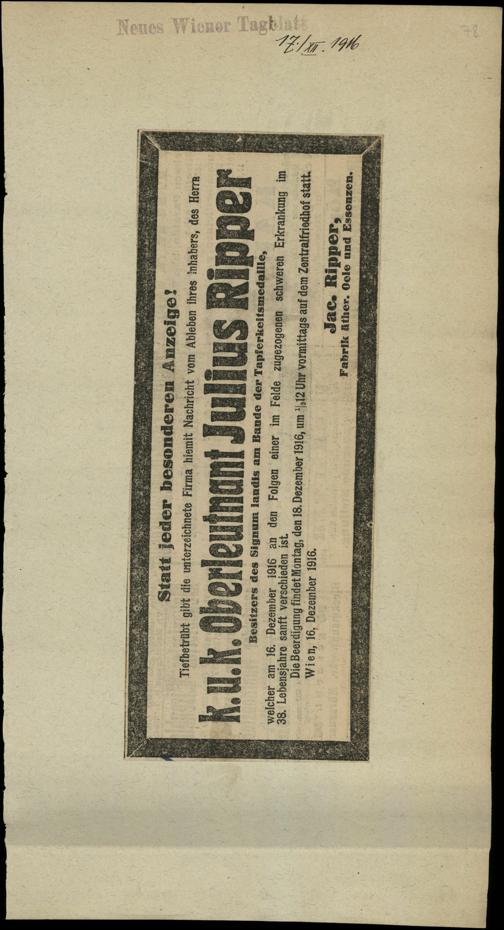 Neues Wiener Tagblatt
17./XII. 1916
78
Statt jeder besonderen Anzeige!
Tiefbetrübt gibt die unterzeichnete Firma hiemit Nachricht vom Ableben ihres Inhabers, des Herrn
k. u. k. Oberleutnant Julius Ripper
Besitzers des Signum laudis am Bande der Tapferkeitsmedaille,
welcher am 16. Dezember 1916 an den Folgen einer im Felde zugezogenen schweren Erkrankung im
38. Lebensjahre sanft verschieden ist.
Die Beerdigung findet Montag, den 18. Dezember 1916, um ½12 Uhr vormittags auf dem Zentralfriedhof statt.
Wien, 16. Dezember 1916.
Jac. Ripper,
Fabrik äther. Oele und Essenzen.